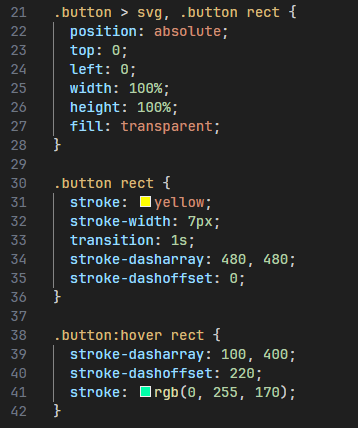 21 .button > svg, .button rect {
22   position: absolute;
23   top: 0;
24   left: 0;
25   width: 100%;
26   height: 100%;
27   fill: transparent;
28 }
29
30 .button rect {
31   stroke: yellow;
32   stroke-width: 7px;
33   transition: 1s;
34   stroke-dasharray: 480, 480;
35   stroke-dashoffset: 0;
36 }
37
38 .button:hover rect {
39   stroke-dasharray: 100, 400;
40   stroke-dashoffset: 220;
41   stroke: rgb(0, 255, 170);
42 }